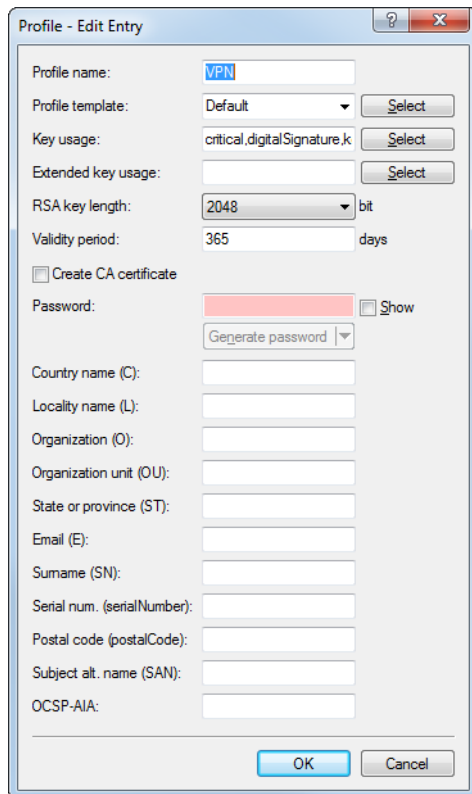 Profile - Edit Entry
Profile name: VPN
Profile template: Default Select
Key usage: critical,digitalSignature,k Select
Extended key usage: Select
RSA key length: 2048 bit
Validity period: 365 days
Create CA certificate
Password: Show
Generate password
Country name (C):
Locality name (L):
Organization (O):
Organization unit (OU):
State or province (ST):
Email (E):
Surname (SN):
Serial num. (serialNumber):
Postal code (postalCode):
Subject alt. name (SAN):
OCSP-AIA:
OK Cancel